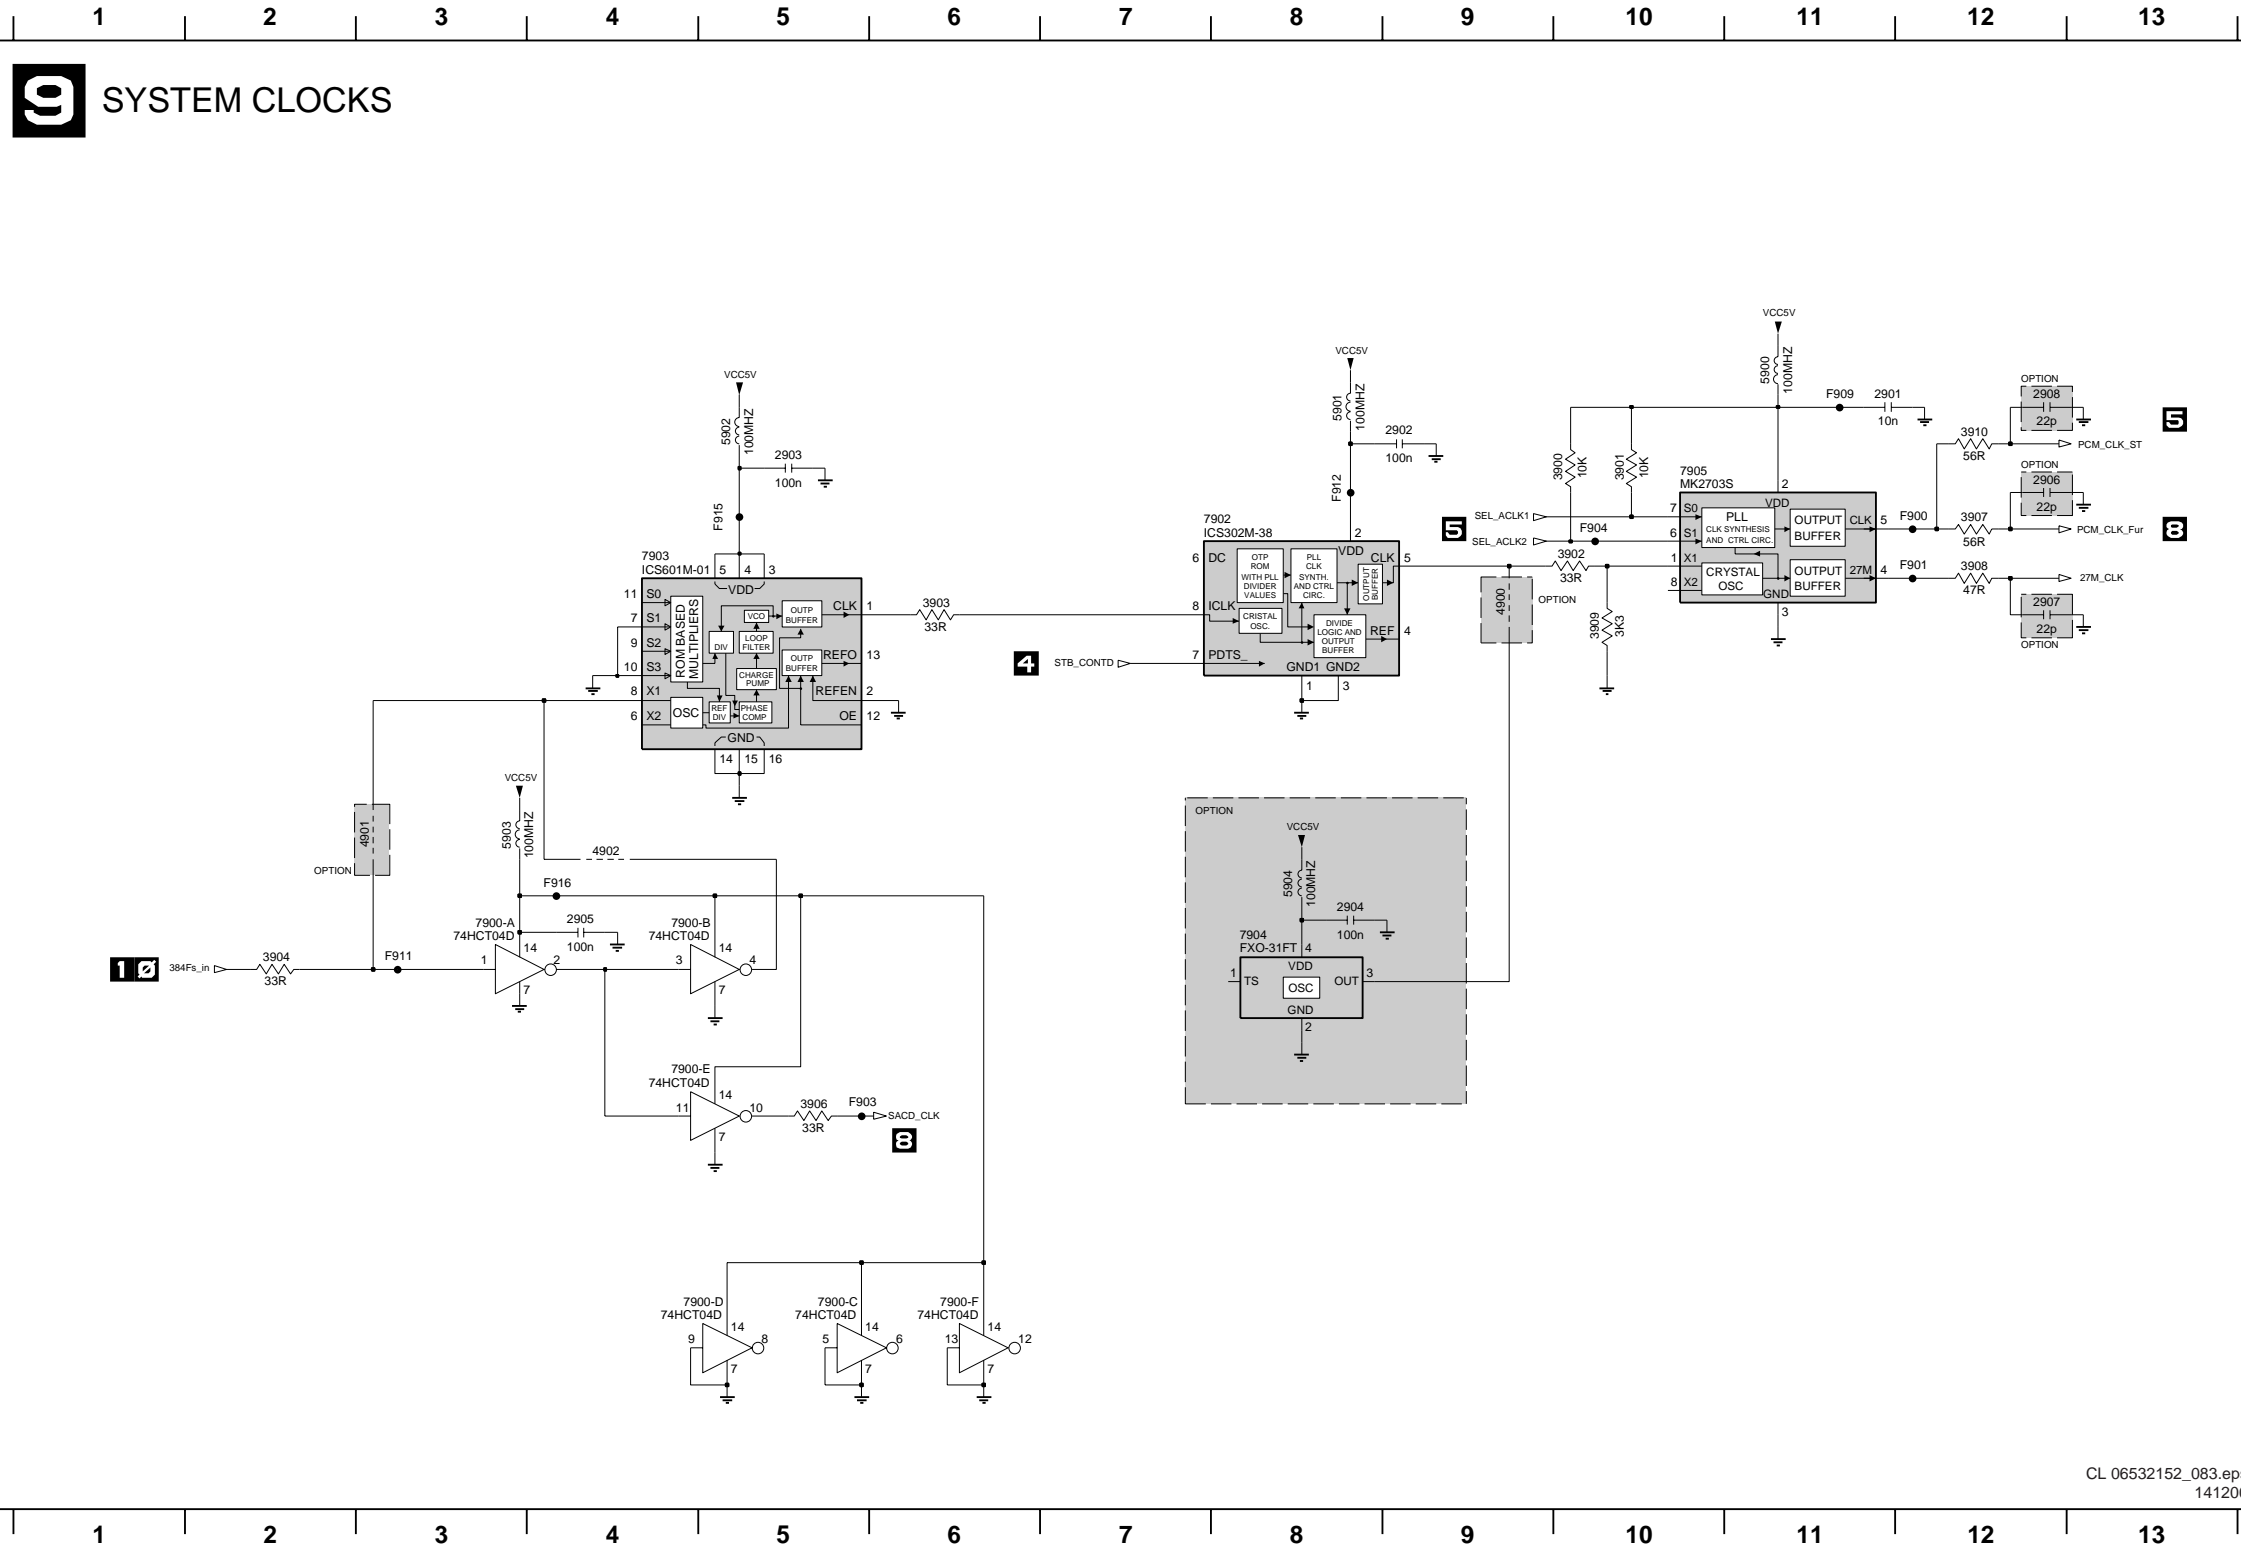 1 2 3 4 5 6 7 8 9 10 11 12 13
9 SYSTEM CLOCKS
VCC5V
5902
100MHZ
2903
100n
F915
7903
ICS601M-01
5 4 3
VDD
11 S0
7 S1
9 S2
10 S3
8 X1
6 X2
ROM BASED
MULTIPLIERS
OSC
DIV
REF
DIV
VCO
LOOP
FILTER
CHARGE
PUMP
PHASE
COMP
OUTP
BUFFER
OUTP
BUFFER
CLK 1
REFO 13
REFEN 2
OE 12
GND
14 15 16
3903
33R
4901
OPTION
VCC5V
5903
100MHZ
4902
F916
7900-A
74HCT04D
14
2905
100n
1 2
7
7900-B
74HCT04D
14
3 4
7
10 384Fs_in
3904
33R
F911
7900-E
74HCT04D
14
11 10
7
3906
33R
F903
SACD_CLK
8
7900-D
74HCT04D
14
9 8
7
7900-C
74HCT04D
14
5 6
7
7900-F
74HCT04D
14
13 12
7
VCC5V
5901
100MHZ
2902
100n
F912
7902
ICS302M-38
2
VDD
6 DC
8 ICLK
7 PDTS_
OTP
ROM
WITH PLL
DIVIDER
VALUES
PLL
CLK
SYNTH.
AND CTRL
CIRC.
OUTPUT
BUFFER
CRISTAL
OSC.
DIVIDE
LOGIC AND
OUTPUT
BUFFER
CLK 5
REF 4
GND1 GND2
1 3
4 STB_CONTD
4900
OPTION
OPTION
VCC5V
5904
100MHZ
2904
100n
7904
FXO-31FT 4
VDD
1 TS
OSC
OUT 3
GND
2
VCC5V
5900
100MHZ
F909
2901
10n
3900
10K
3901
10K
5
SEL_ACLK1
SEL_ACLK2
F904
3902
33R
3909
3K3
7905
MK2703S
2
VDD
7 S0
6 S1
1 X1
8 X2
PLL
CLK SYNTHESIS
AND CTRL CIRC.
CRYSTAL
OSC
OUTPUT
BUFFER
OUTPUT
BUFFER
CLK 5
27M 4
GND
3
F900
F901
OPTION
2908
22p
5
3910
56R
PCM_CLK_ST
OPTION
2906
22p
3907
56R
PCM_CLK_Fur
8
3908
47R
27M_CLK
2907
22p
OPTION
CL 06532152_083.ep
14120
1 2 3 4 5 6 7 8 9 10 11 12 13